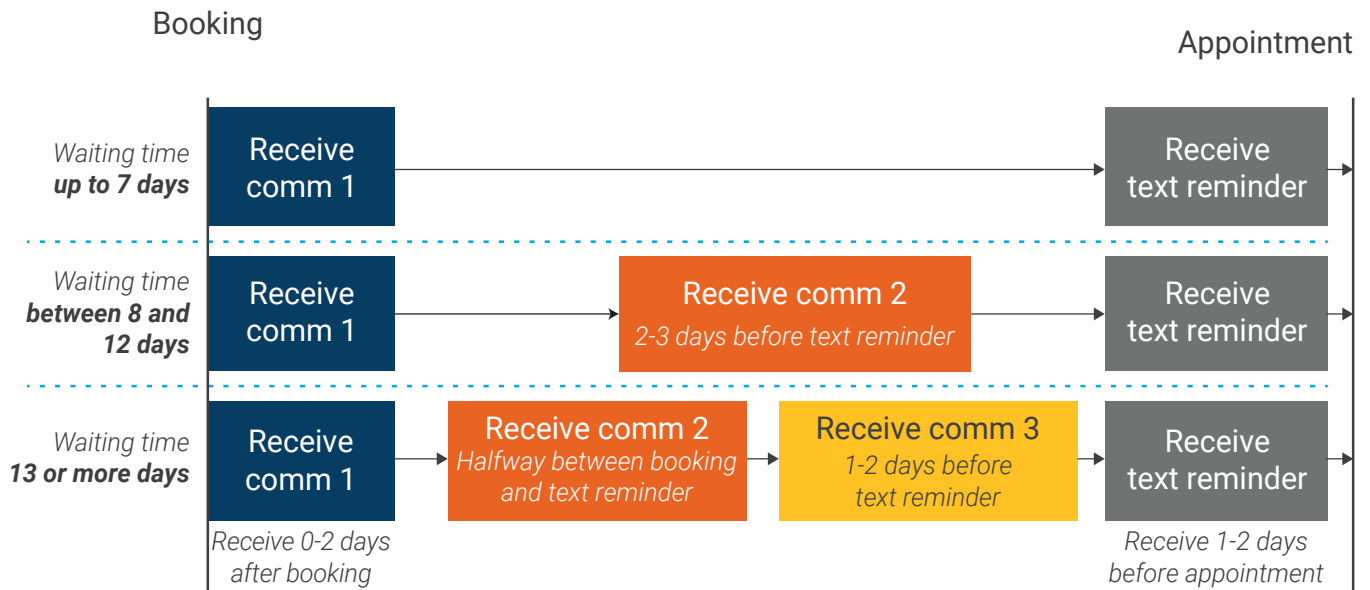 Booking
Appointment
Waiting time
up to 7 days
Receive
comm 1
Receive
text reminder
Waiting time
between 8 and
12 days
Receive
comm 1
Receive comm 2
2-3 days before text reminder
Receive
text reminder
Waiting time
13 or more days
Receive
comm 1
Receive comm 2
Halfway between booking
and text reminder
Receive comm 3
1-2 days before
text reminder
Receive
text reminder
Receive 0-2 days
after booking
Receive 1-2 days
before appointment